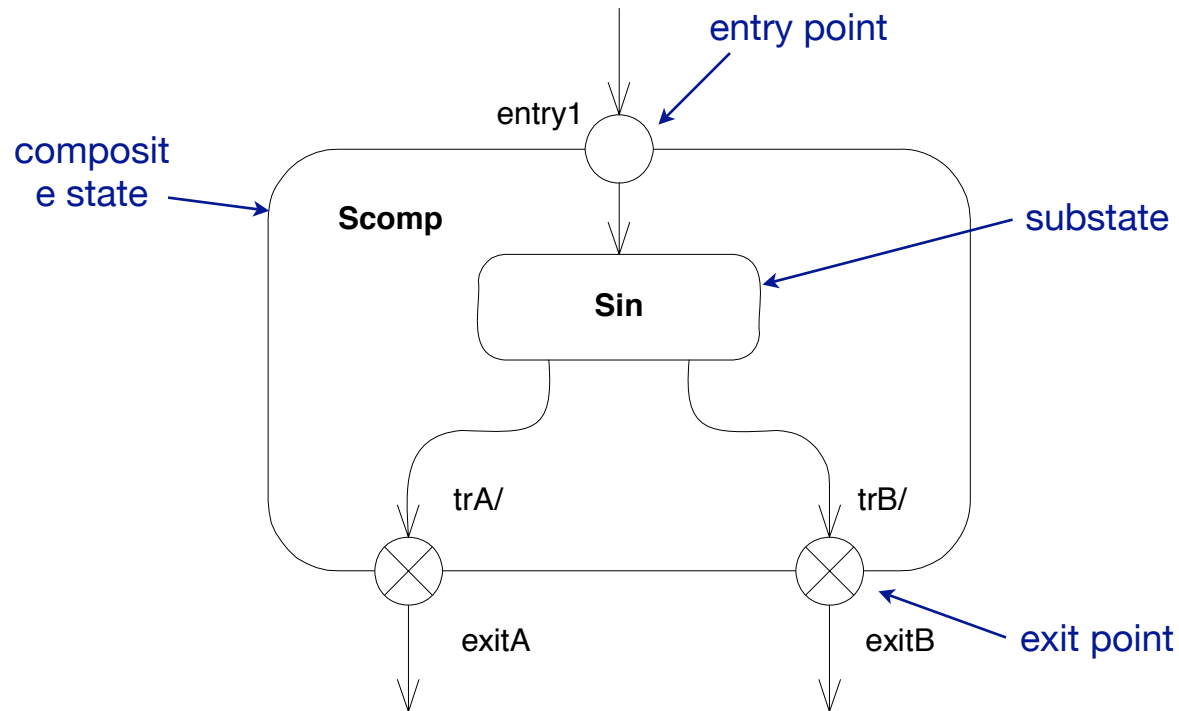 entry point
entry1
composit
e state
Scomp
substate
Sin
trA/
trB/
exitA
exitB
exit point